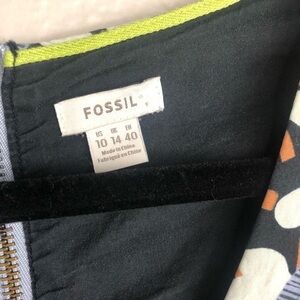 FOSSIL
US UK EU
10 14 40
Made in China
Fabriqué en Chine